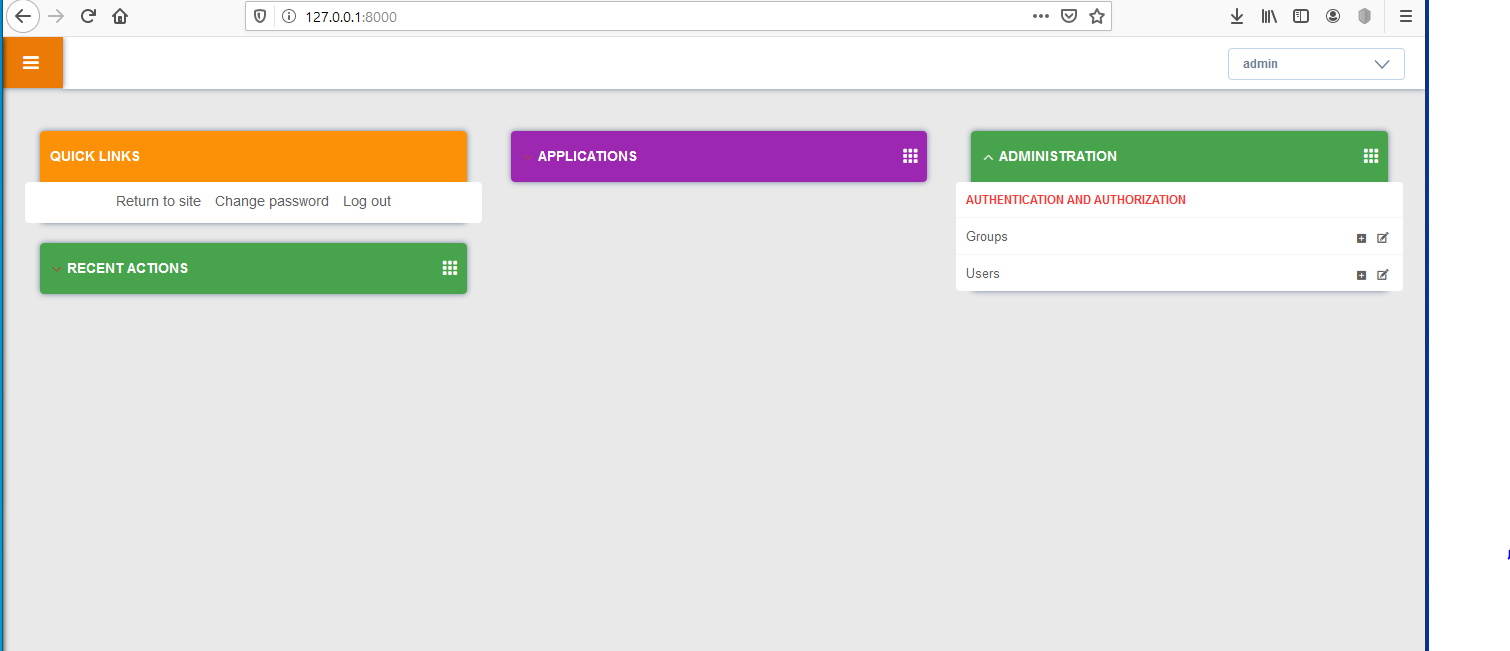 127.0.0.1:8000
admin
QUICK LINKS
Return to site Change password Log out
RECENT ACTIONS
APPLICATIONS
ADMINISTRATION
AUTHENTICATION AND AUTHORIZATION
Groups
Users